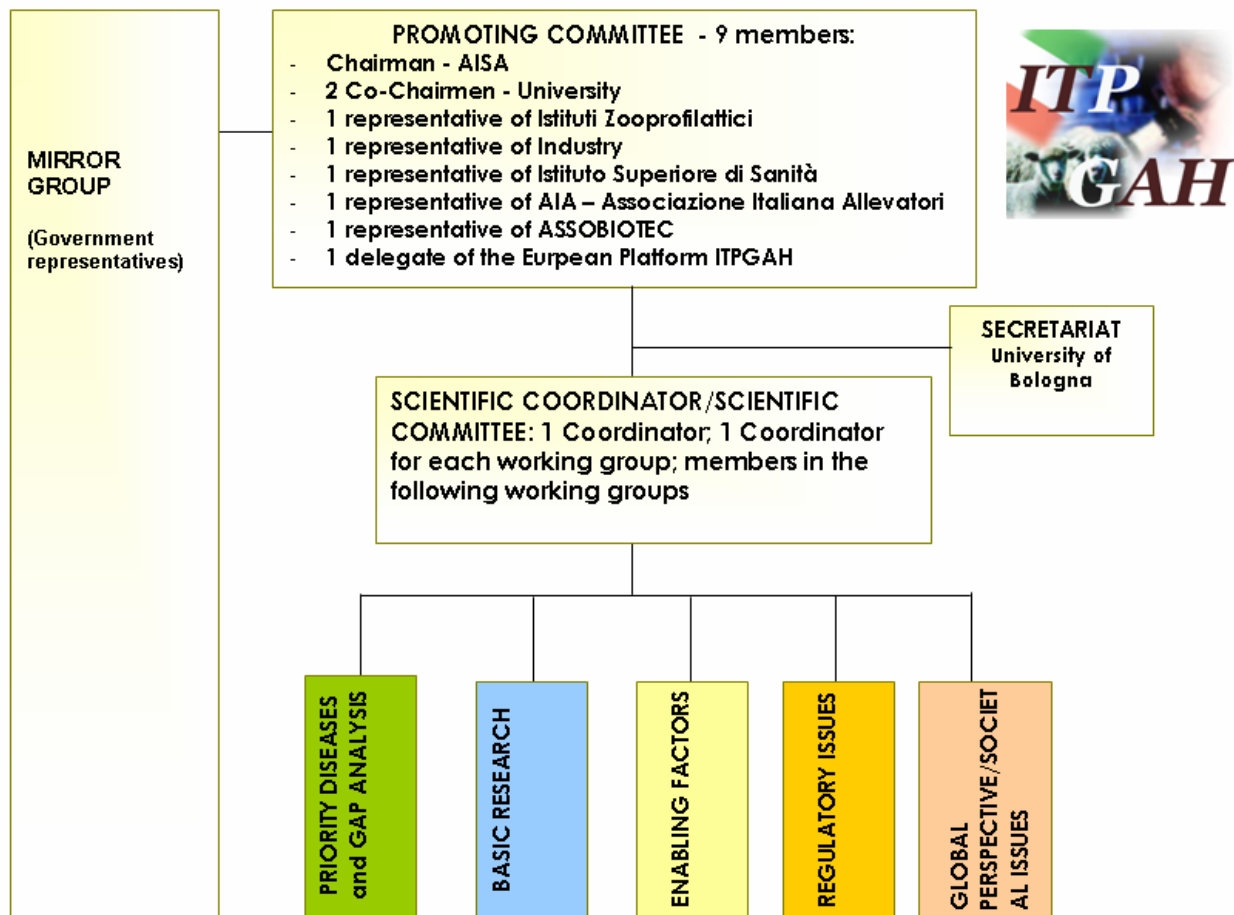 PROMOTING COMMITTEE - 9 members:
- Chairman - AISA
- 2 Co-Chairmen - University
- 1 representative of Istituti Zooprofilattici
- 1 representative of Industry
- 1 representative of Istituto Superiore di Sanità
- 1 representative of AIA – Associazione Italiana Allevatori
- 1 representative of ASSOBIOTEC
- 1 delegate of the Eurpean Platform ITPGAH
ITP
GAH
MIRROR
GROUP
(Government
representatives)
SECRETARIAT
University of
Bologna
SCIENTIFIC COORDINATOR/SCIENTIFIC
COMMITTEE: 1 Coordinator; 1 Coordinator
for each working group; members in the
following working groups
PRIORITY DISEASES
and GAP ANALYSIS
BASIC RESEARCH
ENABLING FACTORS
REGULATORY ISSUES
GLOBAL
PERSPECTIVE/SOCIET
AL ISSUES